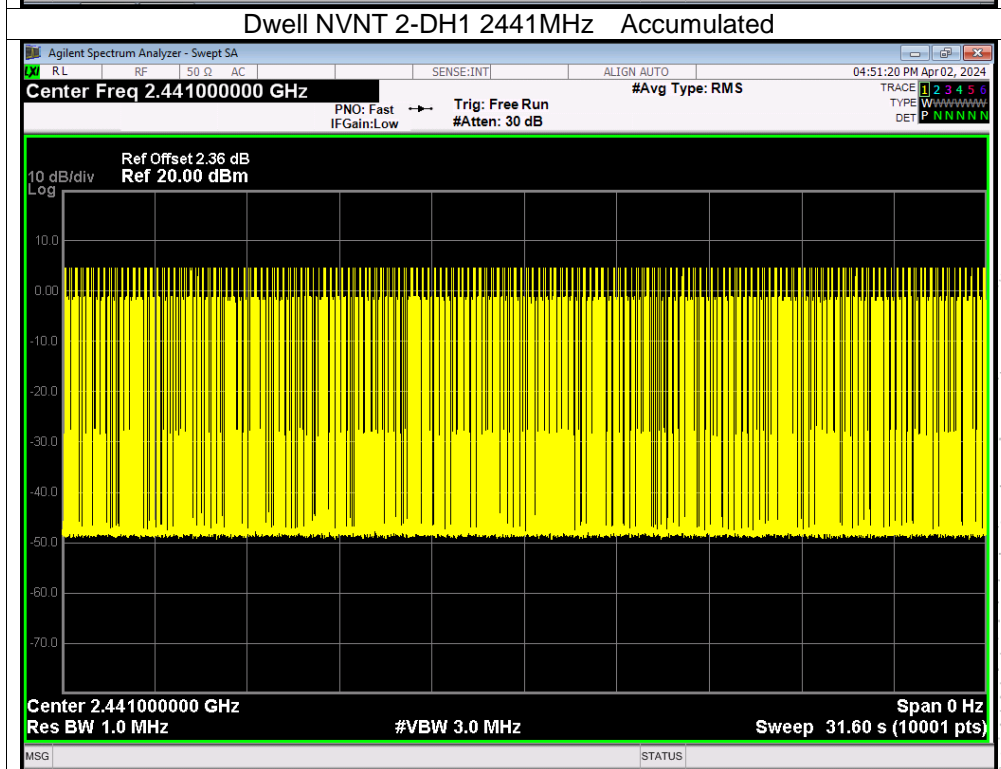 Dwell NVNT 2-DH1 2441MHz Accumulated
Agilent Spectrum Analyzer - Swept SA
LXI RL RF 50 Ω AC SENSE:INT ALIGN AUTO 04:51:20 PM Apr 02, 2024
Center Freq 2.441000000 GHz #Avg Type: RMS TRACE 1 2 3 4 5 6
PNO: Fast Trig: Free Run TYPE WWWWWW
IFGain:Low #Atten: 30 dB DET P N N N N N
Ref Offset 2.36 dB
10 dB/div Ref 20.00 dBm
Log
10.0
0.00
-10.0
-20.0
-30.0
-40.0
-50.0
-60.0
-70.0
Center 2.441000000 GHz Span 0 Hz
Res BW 1.0 MHz #VBW 3.0 MHz Sweep 31.60 s (10001 pts)
MSG STATUS